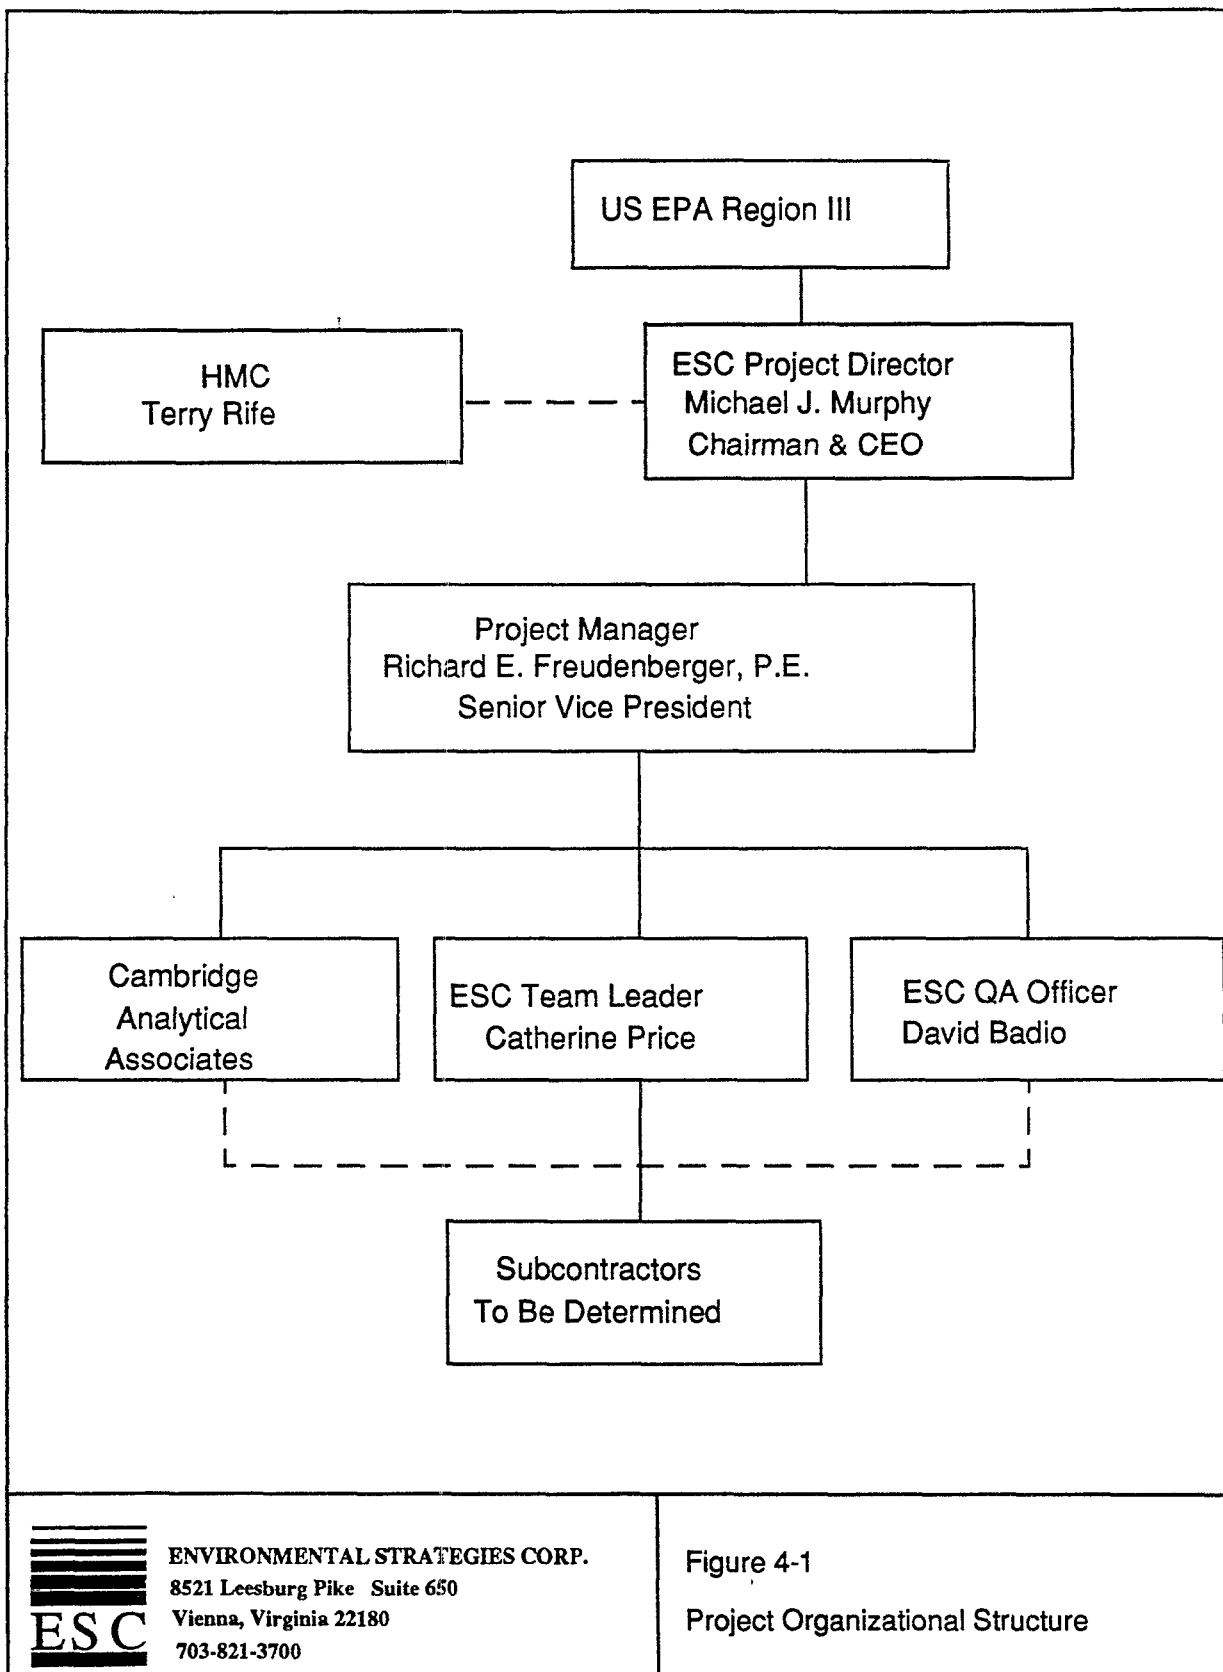 US EPA Region III
HMC
Terry Rife
ESC Project Director
Michael J. Murphy
Chairman & CEO
Project Manager
Richard E. Freudenberger, P.E.
Senior Vice President
Cambridge
Analytical
Associates
ESC Team Leader
Catherine Price
ESC QA Officer
David Badio
Subcontractors
To Be Determined
ESC
ENVIRONMENTAL STRATEGIES CORP.
8521 Leesburg Pike Suite 650
Vienna, Virginia 22180
703-821-3700
Figure 4-1
Project Organizational Structure